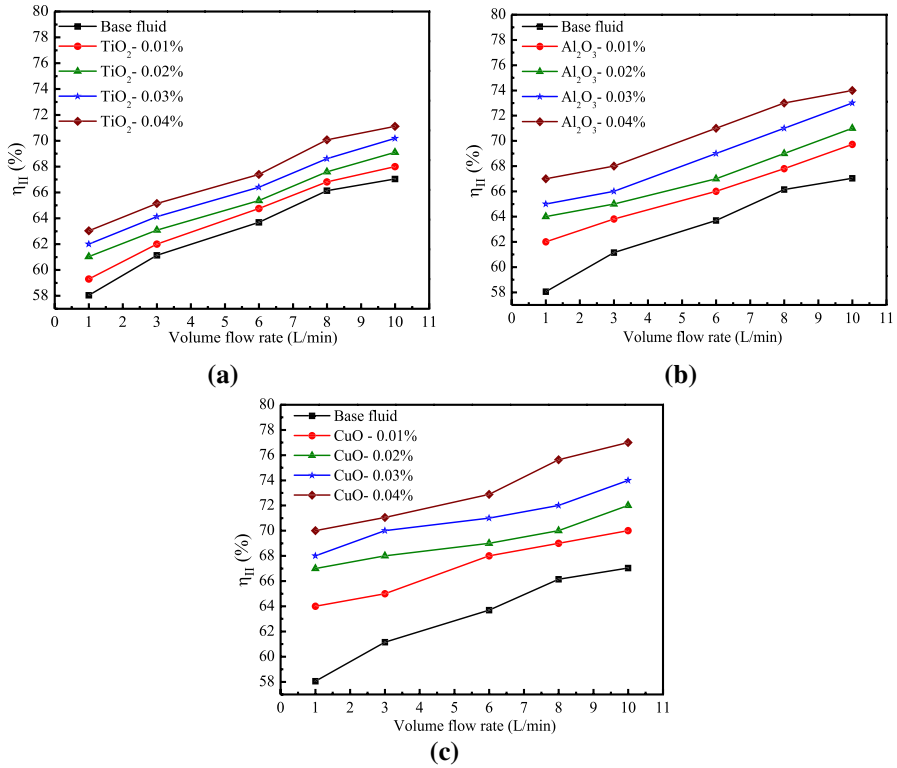 Base fluid
TiO₂- 0.01%
TiO₂- 0.02%
TiO₂- 0.03%
TiO₂- 0.04%
80
78
76
74
72
70
68
66
64
62
60
58
η_II (%)
0 1 2 3 4 5 6 7 8 9 10 11
Volume flow rate (L/min)
(a)
Base fluid
Al₂O₃- 0.01%
Al₂O₃- 0.02%
Al₂O₃- 0.03%
Al₂O₃- 0.04%
80
78
76
74
72
70
68
66
64
62
60
58
η_II (%)
0 1 2 3 4 5 6 7 8 9 10 11
Volume flow rate (L/min)
(b)
Base fluid
CuO - 0.01%
CuO- 0.02%
CuO- 0.03%
CuO- 0.04%
80
78
76
74
72
70
68
66
64
62
60
58
η_II (%)
0 1 2 3 4 5 6 7 8 9 10 11
Volume flow rate (L/min)
(c)